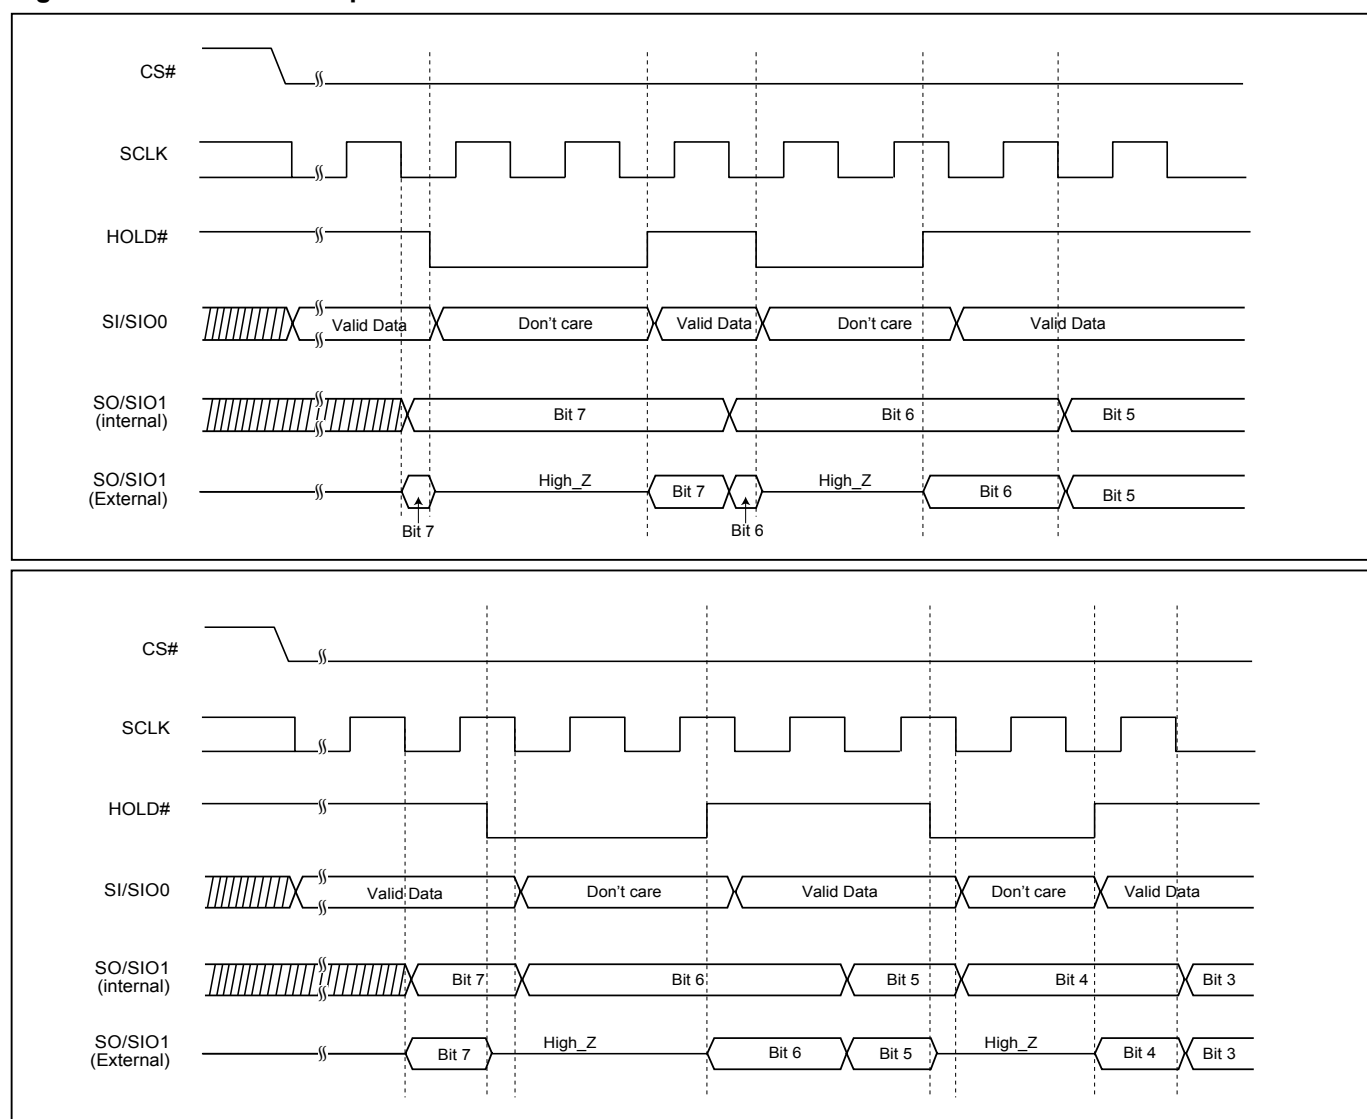 CS#
SCLK
HOLD#
SI/SIO0
Valid Data
Don't care
Valid Data
Don't care
Valid Data
SO/SIO1
(internal)
Bit 7
Bit 6
Bit 5
SO/SIO1
(External)
High_Z
Bit 7
High_Z
Bit 6
Bit 5
Bit 7
Bit 6
CS#
SCLK
HOLD#
SI/SIO0
Valid Data
Don't care
Valid Data
Don't care
Valid Data
SO/SIO1
(internal)
Bit 7
Bit 6
Bit 5
Bit 4
Bit 3
SO/SIO1
(External)
Bit 7
High_Z
Bit 6
Bit 5
High_Z
Bit 4
Bit 3